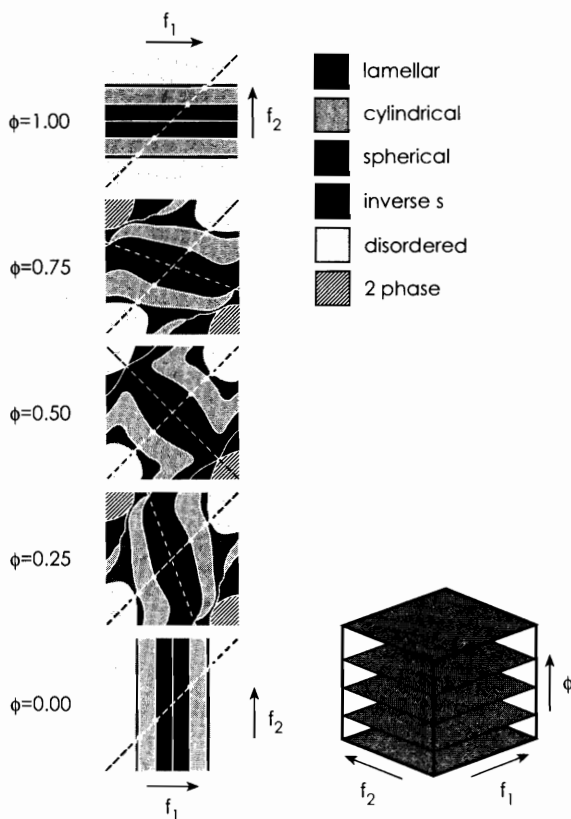 f1
lamellar
cylindrical
spherical
inverse s
disordered
2 phase
ϕ=1.00
f2
ϕ=0.75
ϕ=0.50
ϕ=0.25
ϕ=0.00
f2
f1
ϕ
f2
f1